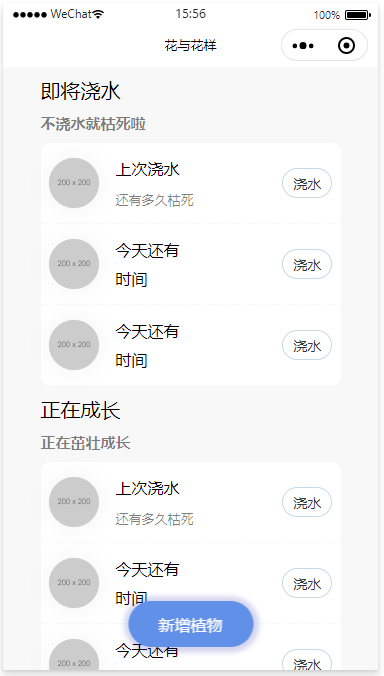 WeChat 15:56 100%
花与花样
即将浇水
不浇水就枯死啦
200 x 200
上次浇水
还有多久枯死
浇水
200 x 200
今天还有
时间
浇水
200 x 200
今天还有
时间
浇水
正在成长
正在茁壮成长
200 x 200
上次浇水
还有多久枯死
浇水
200 x 200
今天还有
时间
浇水
新增植物
200 x 200
今天还有
浇水